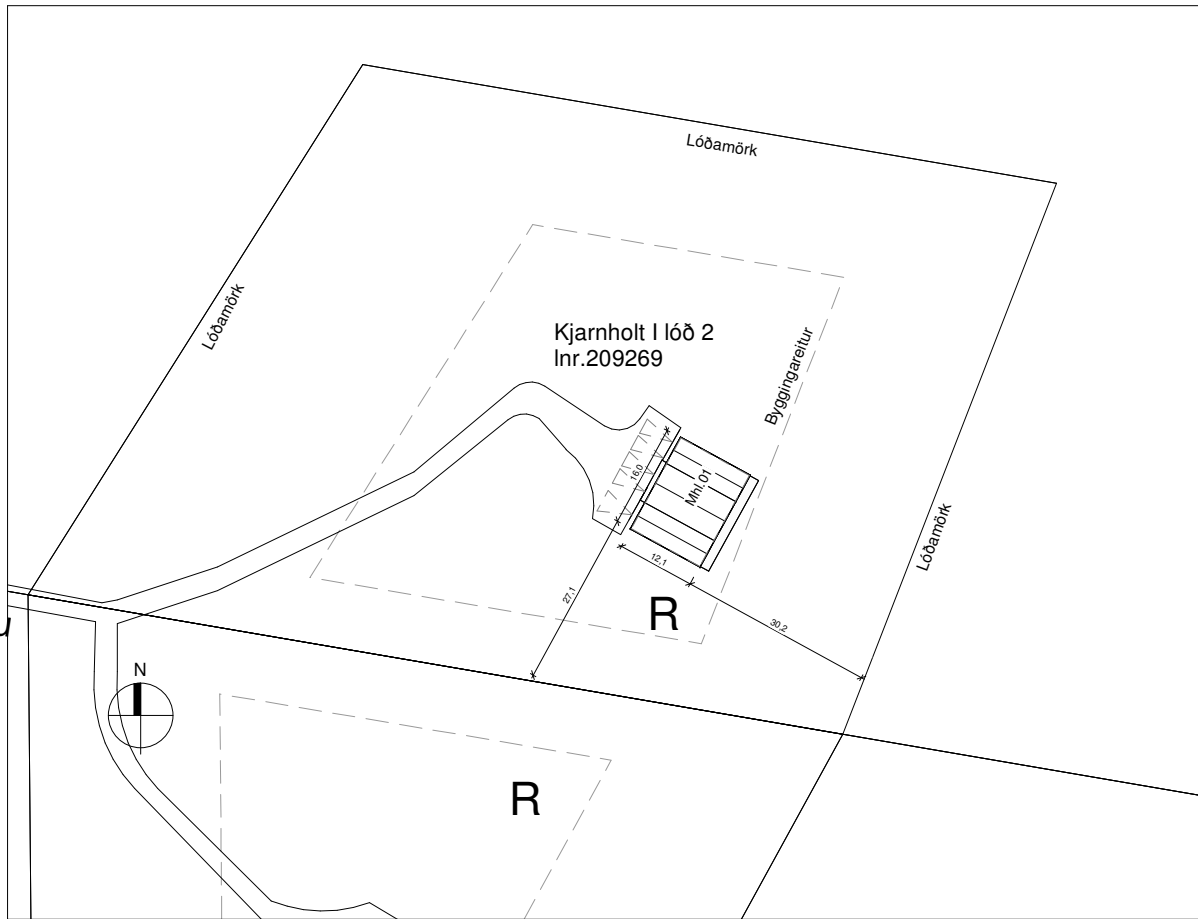 Lóðamörk
Lóðamörk
Kjarnholt I lóð 2
lnr.209269
Byggingareitur
16,0
Mhl.01
Lóðamörk
12,1
27,1
R
30,2
u
N
R